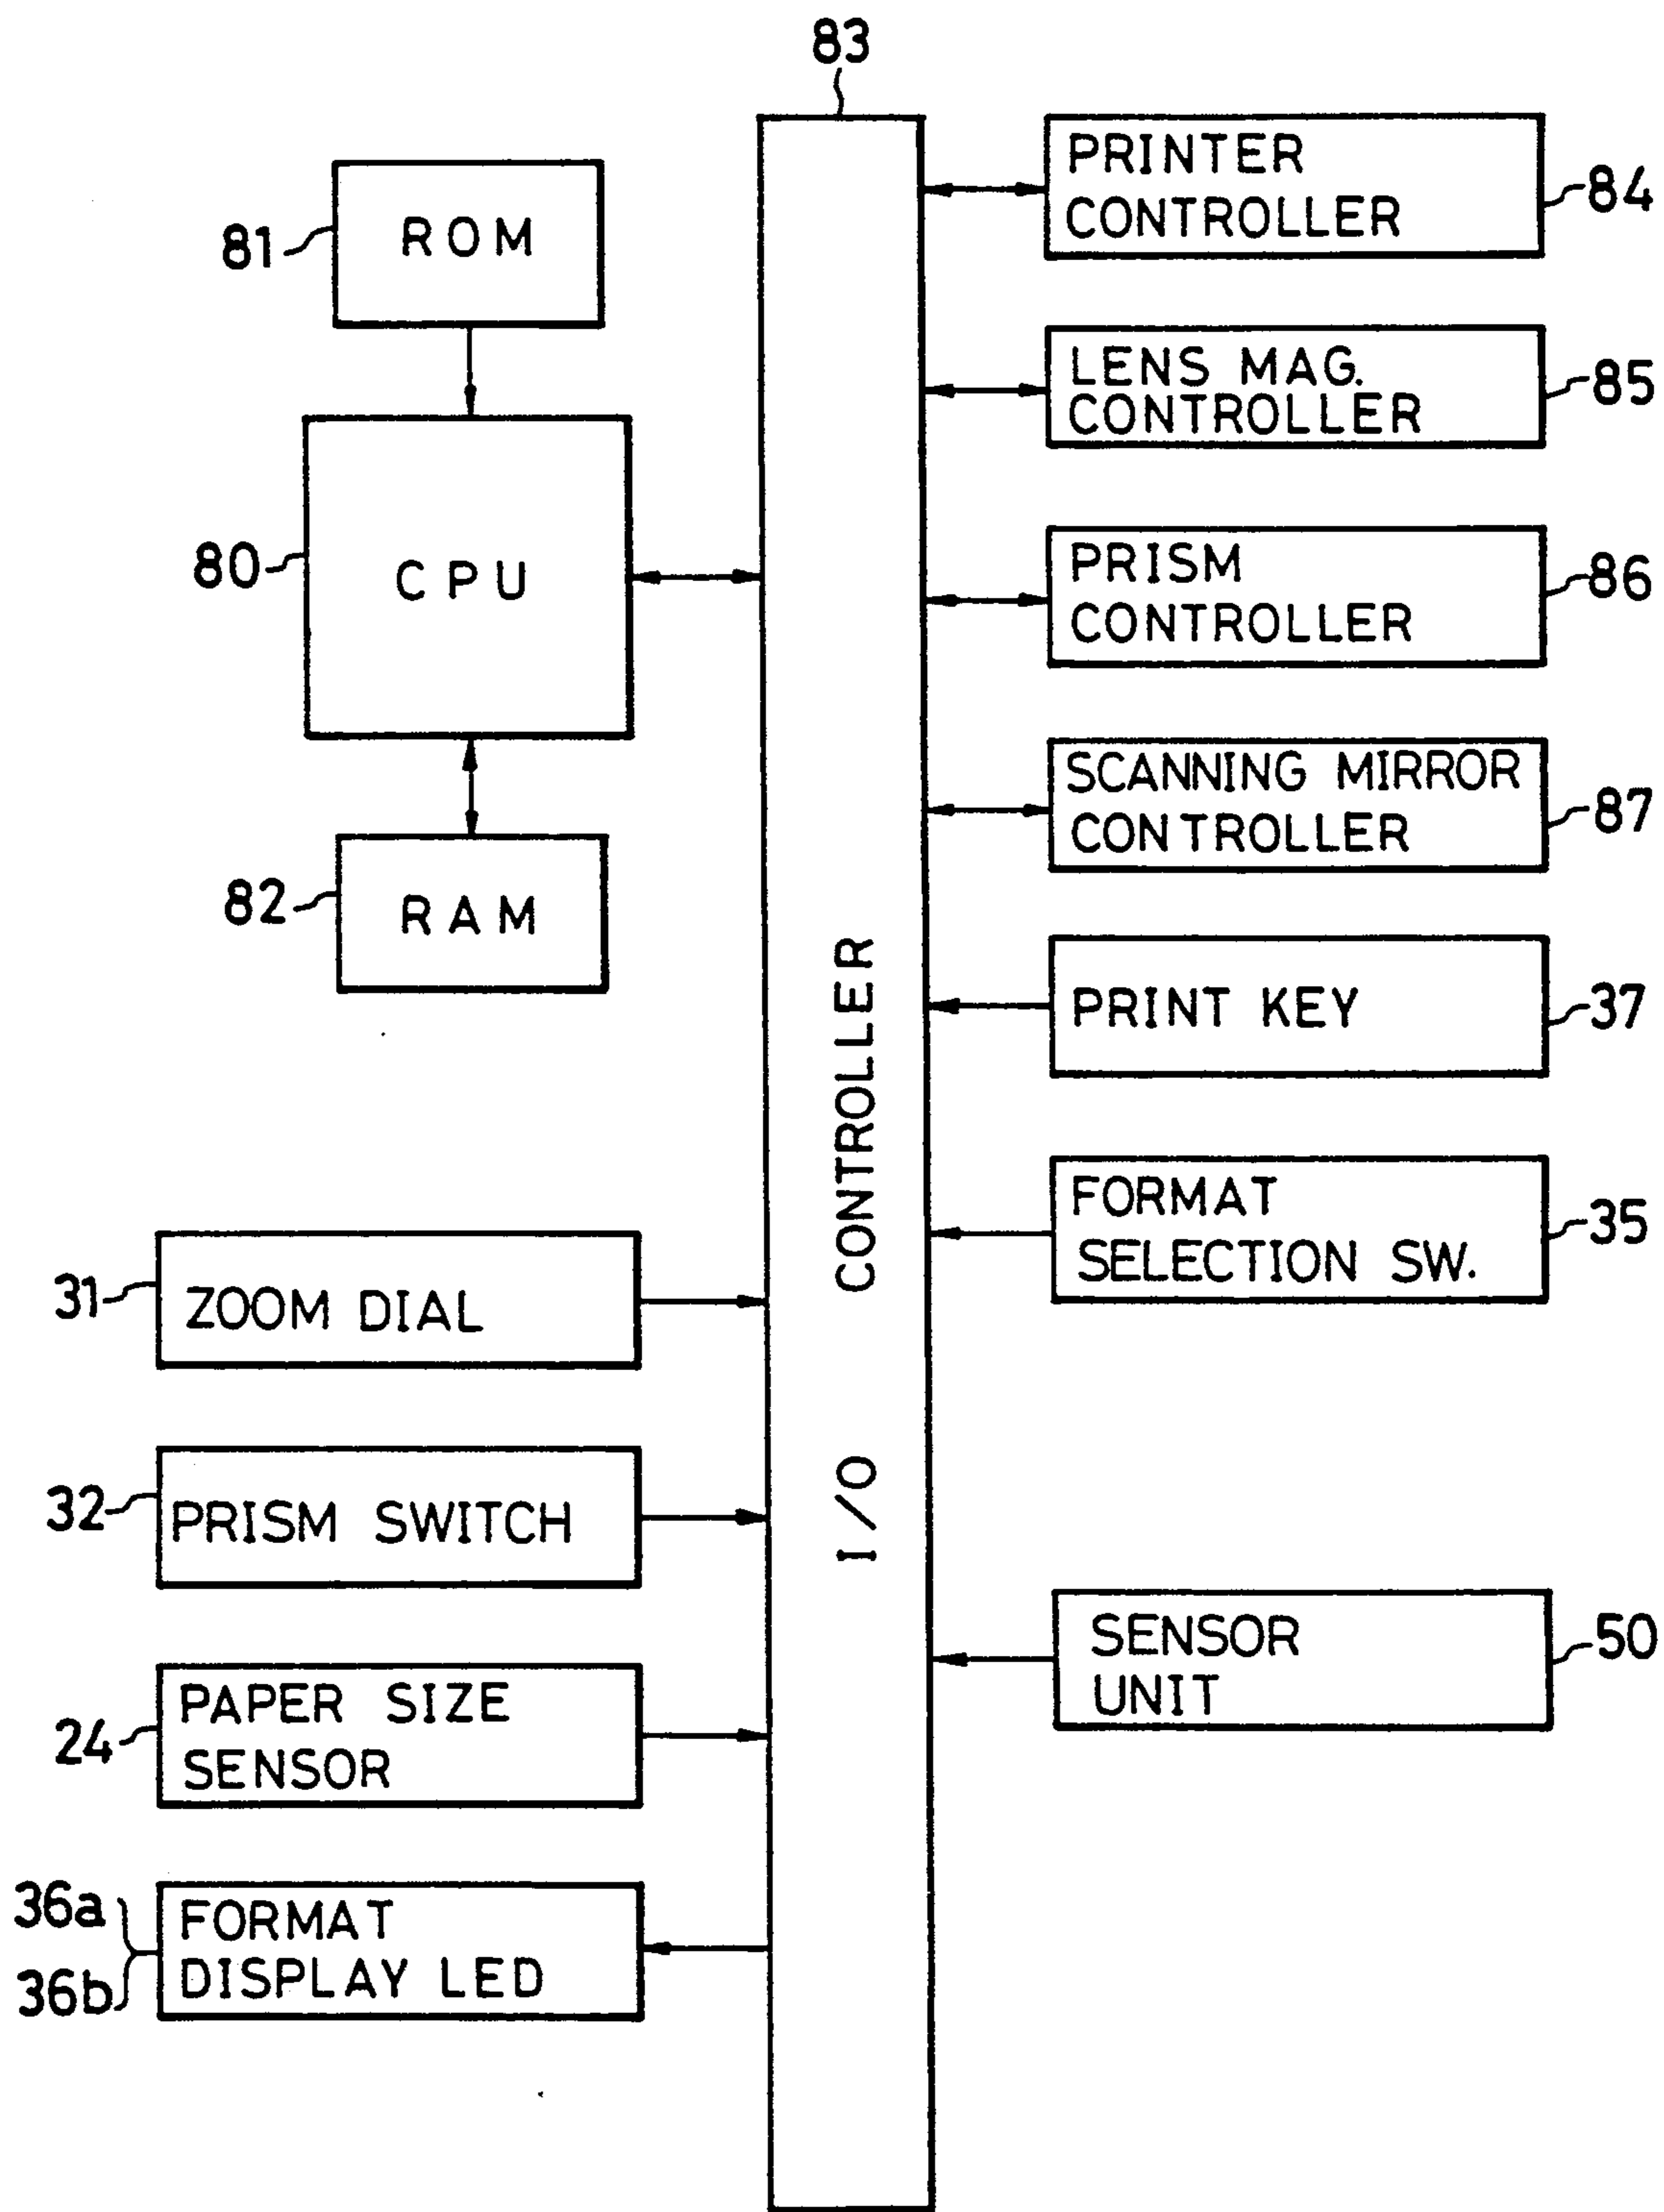 83
ROM
81
CPU
80
RAM
82
I/O CONTROLLER
PRINTER
CONTROLLER
84
LENS MAG.
CONTROLLER
85
PRISM
CONTROLLER
86
SCANNING MIRROR
CONTROLLER
87
PRINT KEY
37
FORMAT
SELECTION SW.
35
SENSOR
UNIT
50
31
ZOOM DIAL
32
PRISM SWITCH
24
PAPER SIZE
SENSOR
36a
36b
FORMAT
DISPLAY LED